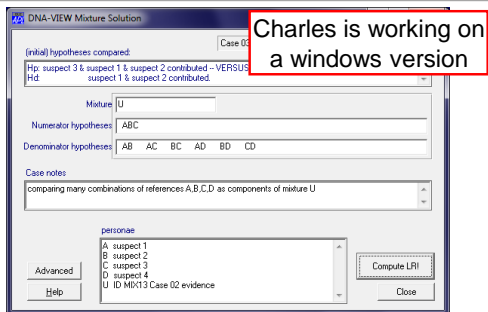 DNA-VIEW Mixture Solution
Charles is working on
a windows version
Case 03
(initial) hypotheses compared:
Hp: suspect 3 & suspect 1 & suspect 2 contributed -- VERSUS
Hd: suspect 1 & suspect 2 contributed.
Mixture U
Numerator hypotheses ABC
Denominator hypotheses AB AC BC AD BD CD
Case notes
comparing many combinations of references A,B,C,D as components of mixture U
personae
A suspect 1
B suspect 2
C suspect 3
D suspect 4
U ID MIX13 Case 02 evidence
Advanced
Help
Compute LR!
Close